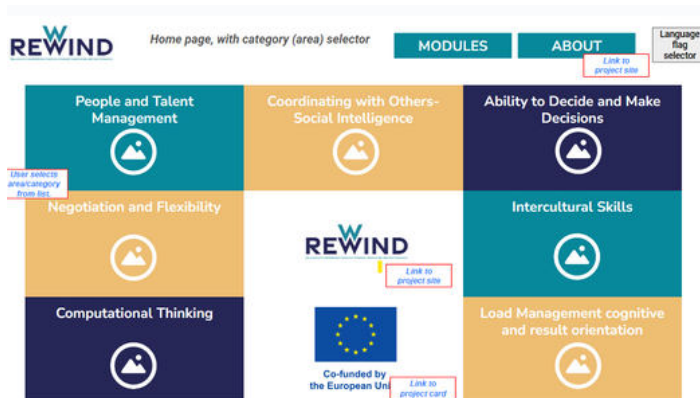 REWIND
Home page, with category (area) selector
MODULES
ABOUT
Language
flag
selector
Link to
project site
People and Talent
Management
Coordinating with Others-
Social Intelligence
Ability to Decide and Make
Decisions
User selects
area/category
from list.
Negotiation and Flexibility
REWIND
Link to
project site
Intercultural Skills
Computational Thinking
Co-funded by
the European Uni
Link to
project card
Load Management cognitive
and result orientation